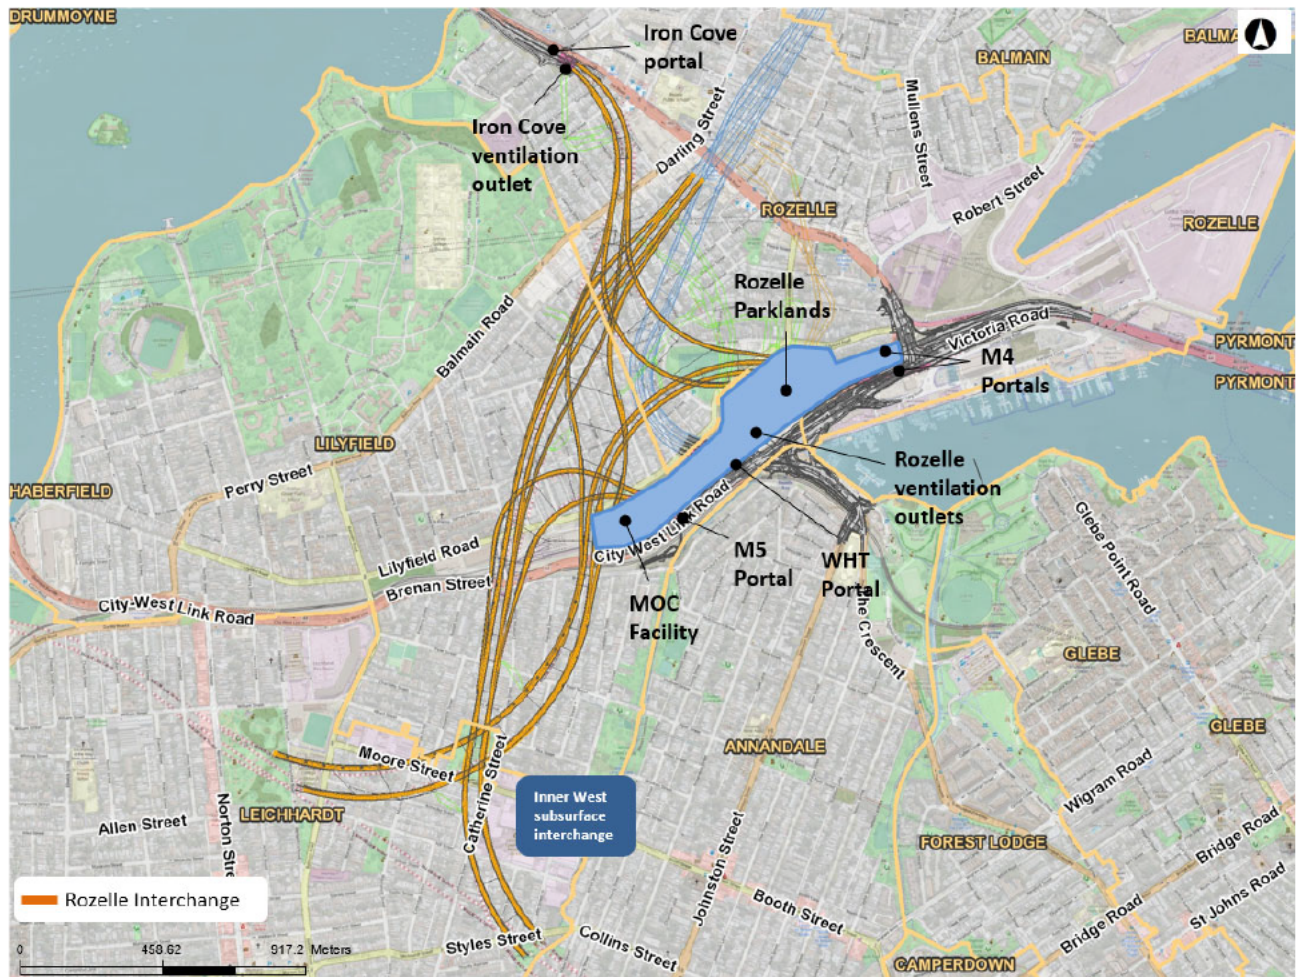 DRUMMOYNE
Iron Cove
portal
BALMAIN
Mullens Street
Iron Cove
ventilation
outlet
Darling Street
Robert Street
ROZELLE
ROZELLE
Rozelle
Parklands
Balmain Road
Victoria Road
M4
Portals
PYRMONT
PYRMONT
LILYFIELD
Perry Street
HABERFIELD
Rozelle
ventilation
outlets
Glebe Point Road
City West Link Road
M5
Portal
WHT
Portal
Lilyfield Road
Brenan Street
City-West Link Road
MOC
Facility
The Crescent
GLEBE
GLEBE
Moore Street
ANNANDALE
Catherine Street
Inner West
subsurface
interchange
Wigram Road
LEICHHARDT
Allen Street
Norton Stre
Johnston Street
FOREST LODGE
Bridge Road
St Johns Road
Bridge Road
Booth Street
Rozelle Interchange
Styles Street
Collins Street
CAMPERDOWN
0 458.62 917.2 Meters